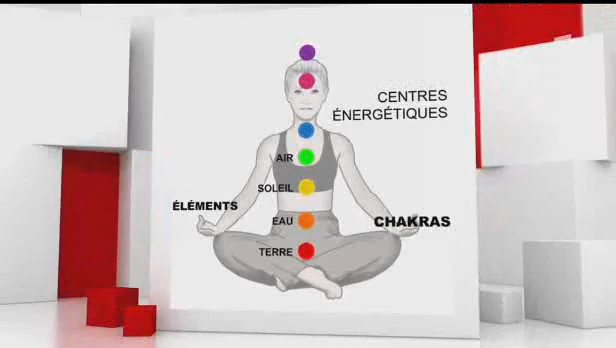 CENTRES
ÉNERGÉTIQUES
AIR
SOLEIL
ÉLÉMENTS
EAU
CHAKRAS
TERRE